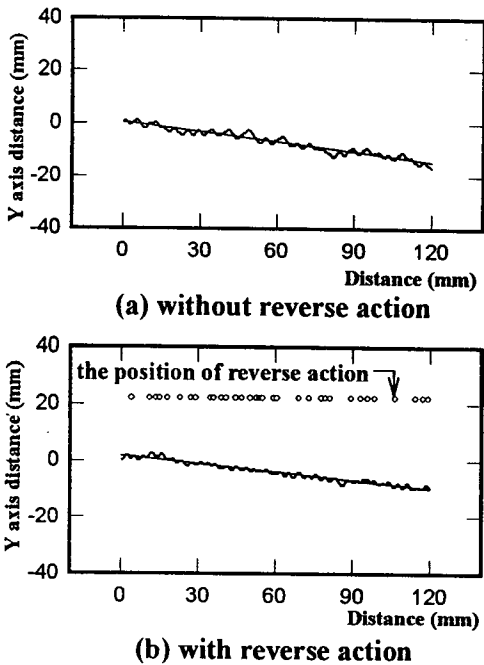 40
20
0
-20
-40
Y axis distance (mm)
0 30 60 90 120
Distance (mm)
(a) without reverse action
40
20
0
-20
-40
Y axis distance (mm)
the position of reverse action
0 30 60 90 120
Distance (mm)
(b) with reverse action